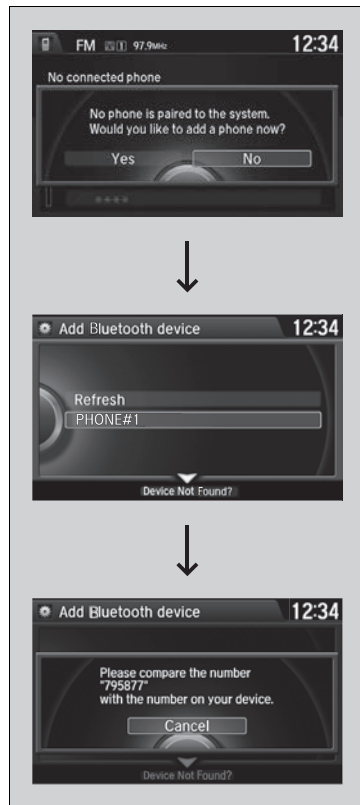 FM 1 97.9MHz 12:34
No connected phone
No phone is paired to the system.
Would you like to add a phone now?
Yes No
Add Bluetooth device 12:34
Refresh
PHONE#1
Device Not Found?
Add Bluetooth device 12:34
Please compare the number
"795877"
with the number on your device.
Cancel
Device Not Found?